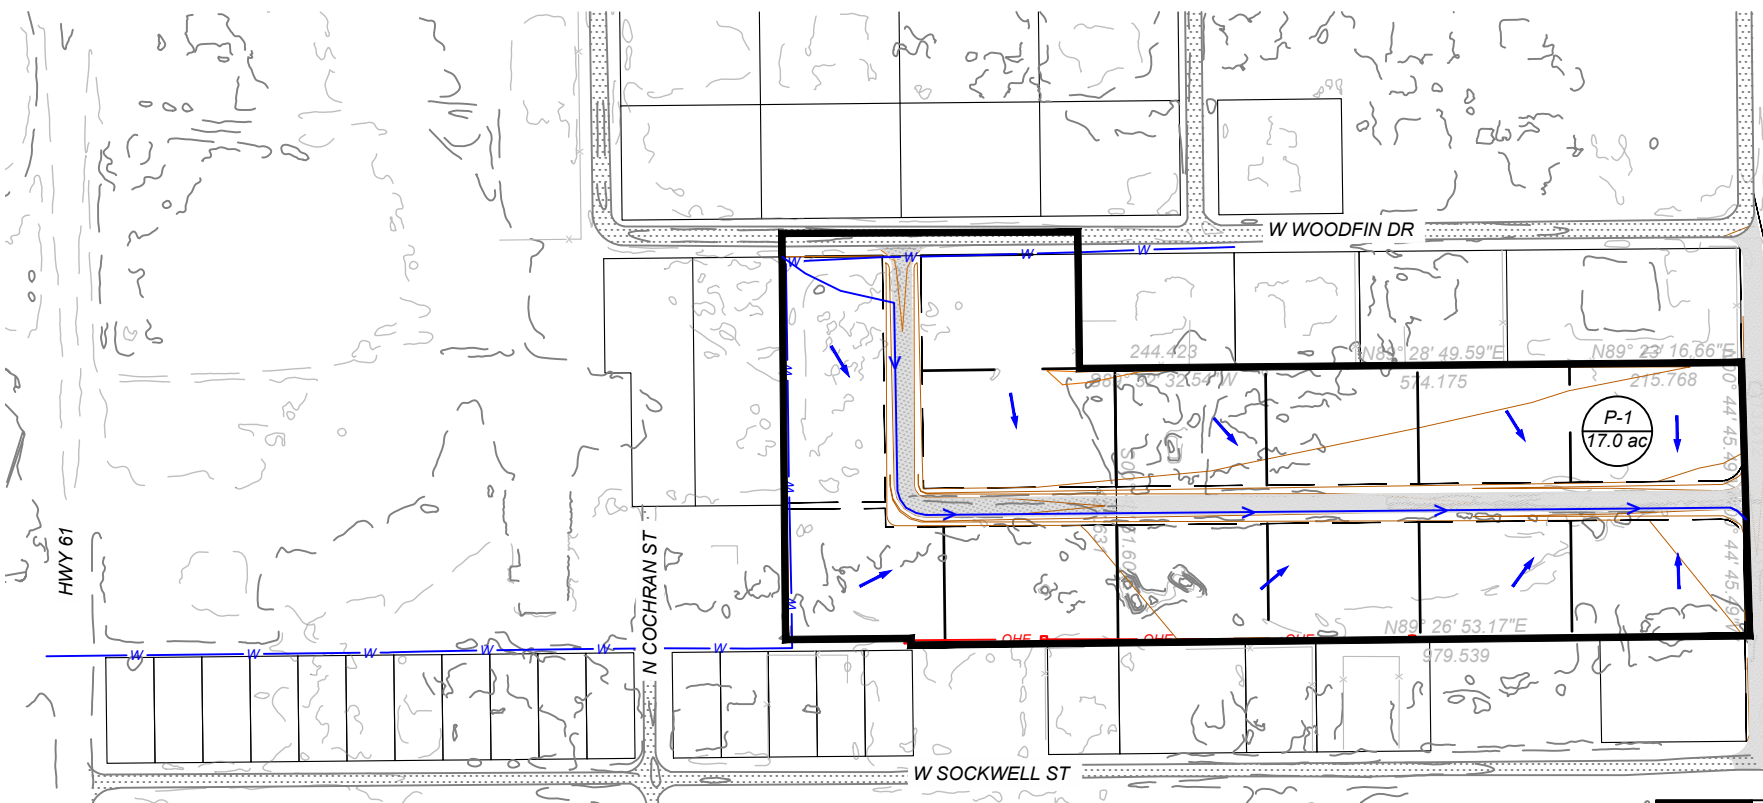 W WOODFIN DR
W
W
W
W
244.423
N89° 28' 49.59"E
N89° 23' 16.66"E
574.175
215.768
W
P-1
17.0 ac
W
HWY 61
N COCHRAN ST
W
OHE
OHE
OHE
N89° 26' 53.17"E
979.539
W
W
W
W
W
W
W SOCKWELL ST